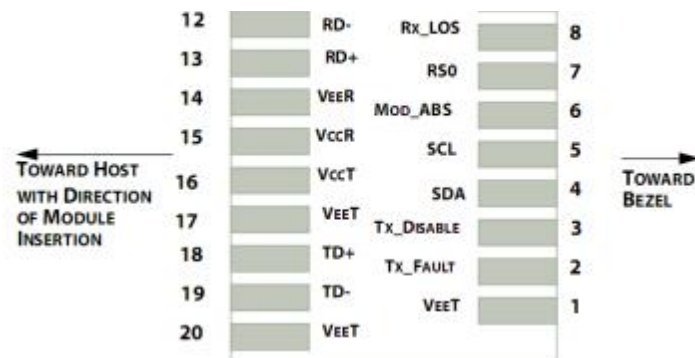 12 RD- Rx_LOS 8
13 RD+ RS0 7
14 VEER Mod_ABS 6
15 VccR SCL 5
16 VccT SDA 4
17 VEET Tx_DISABLE 3
18 TD+ Tx_FAULT 2
19 TD- VEET 1
20 VEET
TOWARD HOST
WITH DIRECTION
OF MODULE
INSERTION
TOWARD
BEZEL